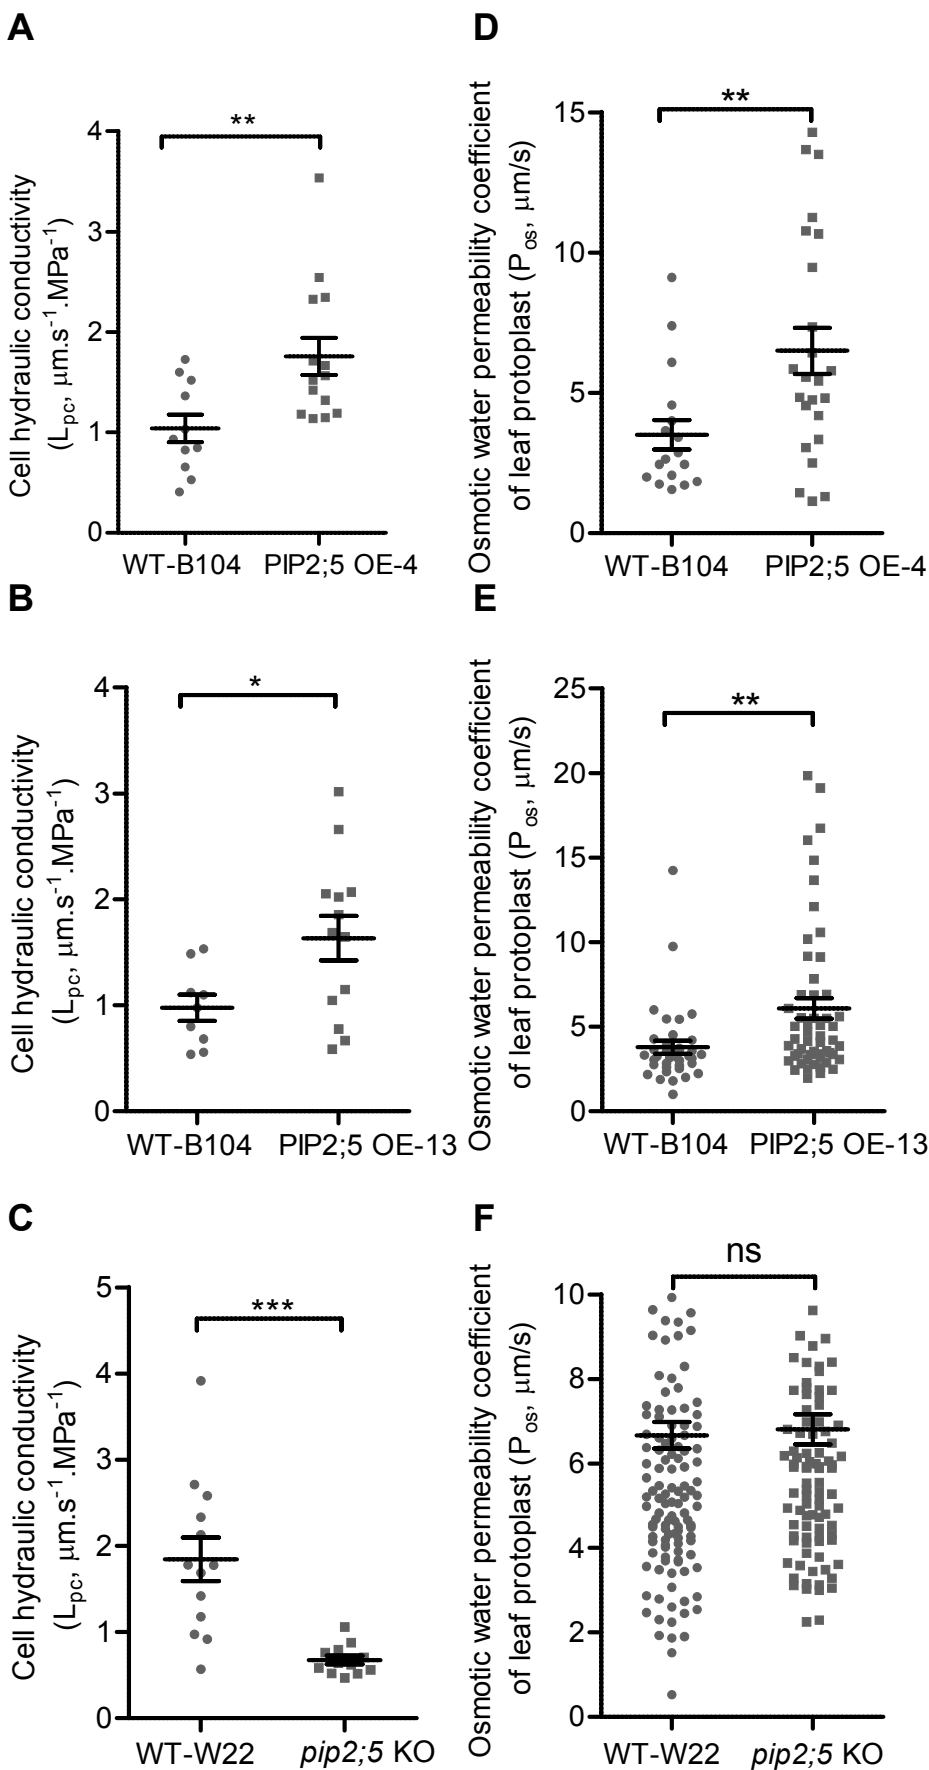 A
Cell hydraulic conductivity
(Lpc, μm.s-1.MPa-1)
4
3
2
1
0
**
WT-B104
PIP2;5 OE-4
D
Osmotic water permeability coefficient
of leaf protoplast (Pos, μm/s)
15
10
5
0
**
WT-B104
PIP2;5 OE-4
B
Cell hydraulic conductivity
(Lpc, μm.s-1.MPa-1)
4
3
2
1
0
*
WT-B104
PIP2;5 OE-13
E
Osmotic water permeability coefficient
of leaf protoplast (Pos, μm/s)
25
20
15
10
5
0
**
WT-B104
PIP2;5 OE-13
C
Cell hydraulic conductivity
(Lpc, μm.s-1.MPa-1)
5
4
3
2
1
0
***
WT-W22
pip2;5 KO
F
Osmotic water permeability coefficient
of leaf protoplast (Pos, μm/s)
10
8
6
4
2
0
ns
WT-W22
pip2;5 KO